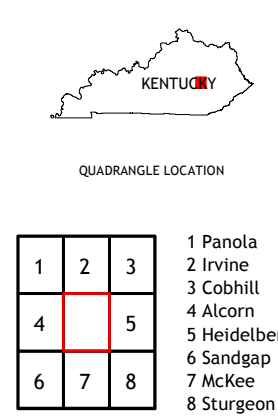 KENTUCKY
QUADRANGLE LOCATION
1 2 3
4 5
6 7 8
1 Panola
2 Irvine
3 Cobhill
4 Alcorn
5 Heidelber
6 Sandgap
7 McKee
8 Sturgeon